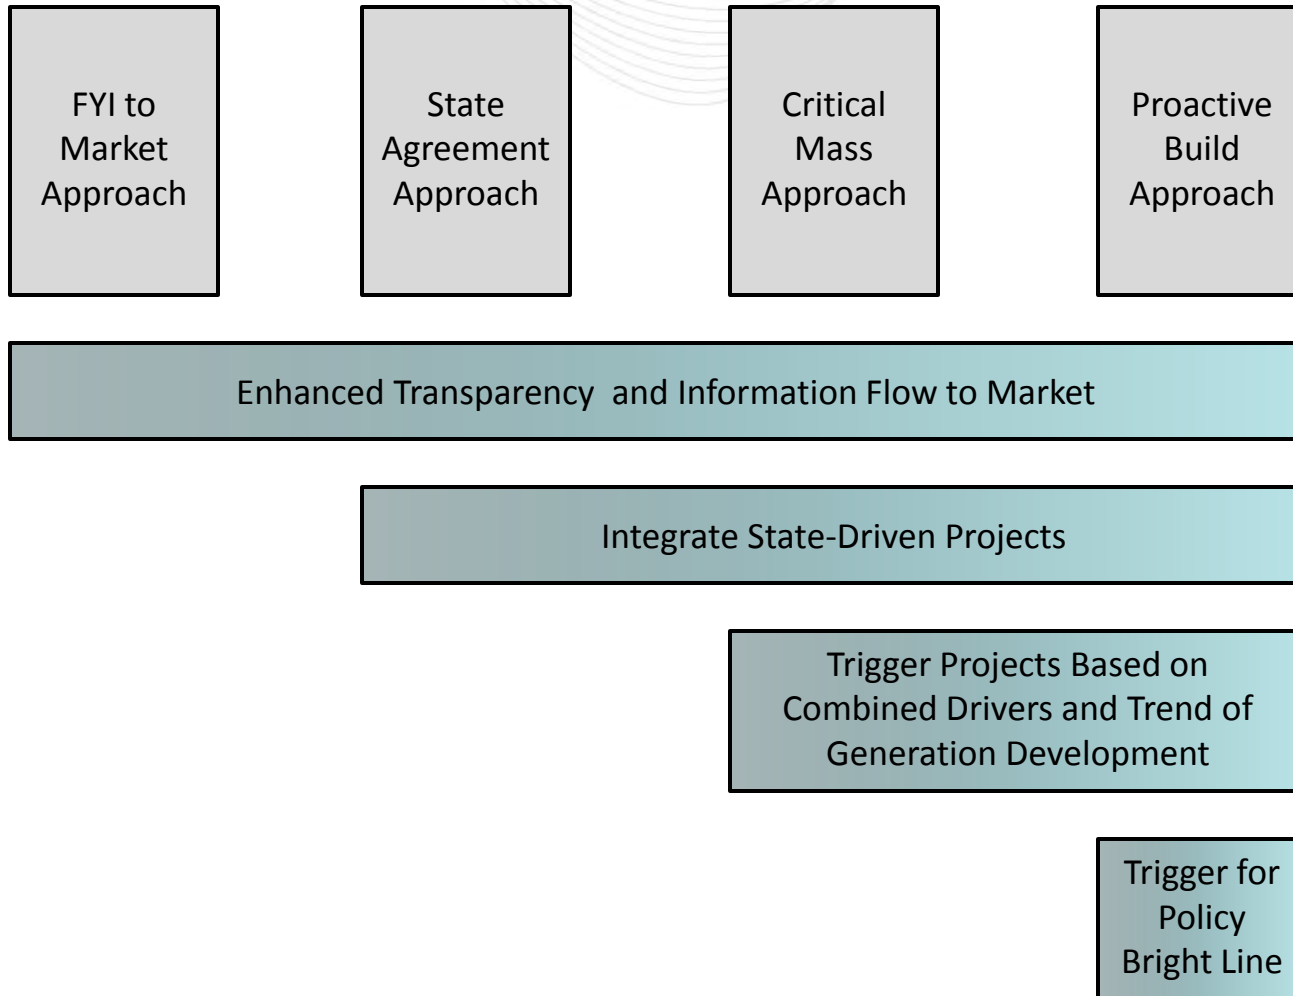 FYI to
Market
Approach
State
Agreement
Approach
Critical
Mass
Approach
Proactive
Build
Approach
Enhanced Transparency  and Information Flow to Market
Integrate State-Driven Projects
Trigger Projects Based on
Combined Drivers and Trend of
Generation Development
Trigger for
Policy
Bright Line